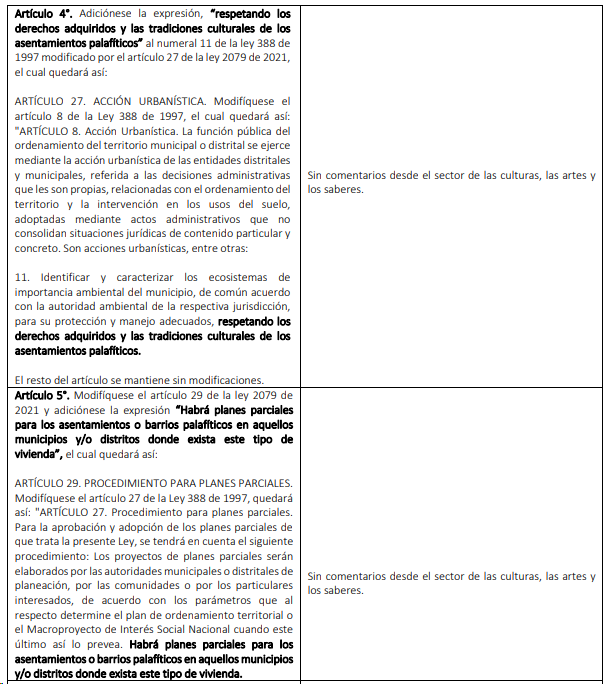 Artículo 4°. Adiciónese la expresión, "respetando los
derechos adquiridos y las tradiciones culturales de los
asentamientos palafíticos" al numeral 11 de la ley 388 de
1997 modificado por el artículo 27 de la ley 2079 de 2021,
el cual quedará así:
ARTÍCULO 27. ACCIÓN URBANÍSTICA. Modifíquese el
artículo 8 de la Ley 388 de 1997, el cual quedará así:
"ARTÍCULO 8. Acción Urbanística. La función pública del
ordenamiento del territorio municipal o distrital se ejerce
mediante la acción urbanística de las entidades distritales
y municipales, referida a las decisiones administrativas
que les son propias, relacionadas con el ordenamiento del
territorio y la intervención en los usos del suelo,
adoptadas mediante actos administrativos que no
consolidan situaciones jurídicas de contenido particular y
concreto. Son acciones urbanísticas, entre otras:
11. Identificar y caracterizar los ecosistemas de
importancia ambiental del municipio, de común acuerdo
con la autoridad ambiental de la respectiva jurisdicción,
para su protección y manejo adecuados, respetando los
derechos adquiridos y las tradiciones culturales de los
asentamientos palafíticos.
El resto del artículo se mantiene sin modificaciones.
Sin comentarios desde el sector de las culturas, las artes y
los saberes.
Artículo 5°. Modifíquese el artículo 29 de la ley 2079 de
2021 y adiciónese la expresión "Habrá planes parciales
para los asentamientos o barrios palafíticos en aquellos
municipios y/o distritos donde exista este tipo de
vivienda", el cual quedará así:
ARTÍCULO 29. PROCEDIMIENTO PARA PLANES PARCIALES.
Modifíquese el artículo 27 de la Ley 388 de 1997, quedará
así: "ARTÍCULO 27. Procedimiento para planes parciales.
Para la aprobación y adopción de los planes parciales de
que trata la presente Ley, se tendrá en cuenta el siguiente
procedimiento: Los proyectos de planes parciales serán
elaborados por las autoridades municipales o distritales de
planeación, por las comunidades o por los particulares
interesados, de acuerdo con los parámetros que al
respecto determine el plan de ordenamiento territorial o
el Macroproyecto de Interés Social Nacional cuando este
último así lo prevea. Habrá planes parciales para los
asentamientos o barrios palafíticos en aquellos municipios
y/o distritos donde exista este tipo de vivienda.
Sin comentarios desde el sector de las culturas, las artes y
los saberes.